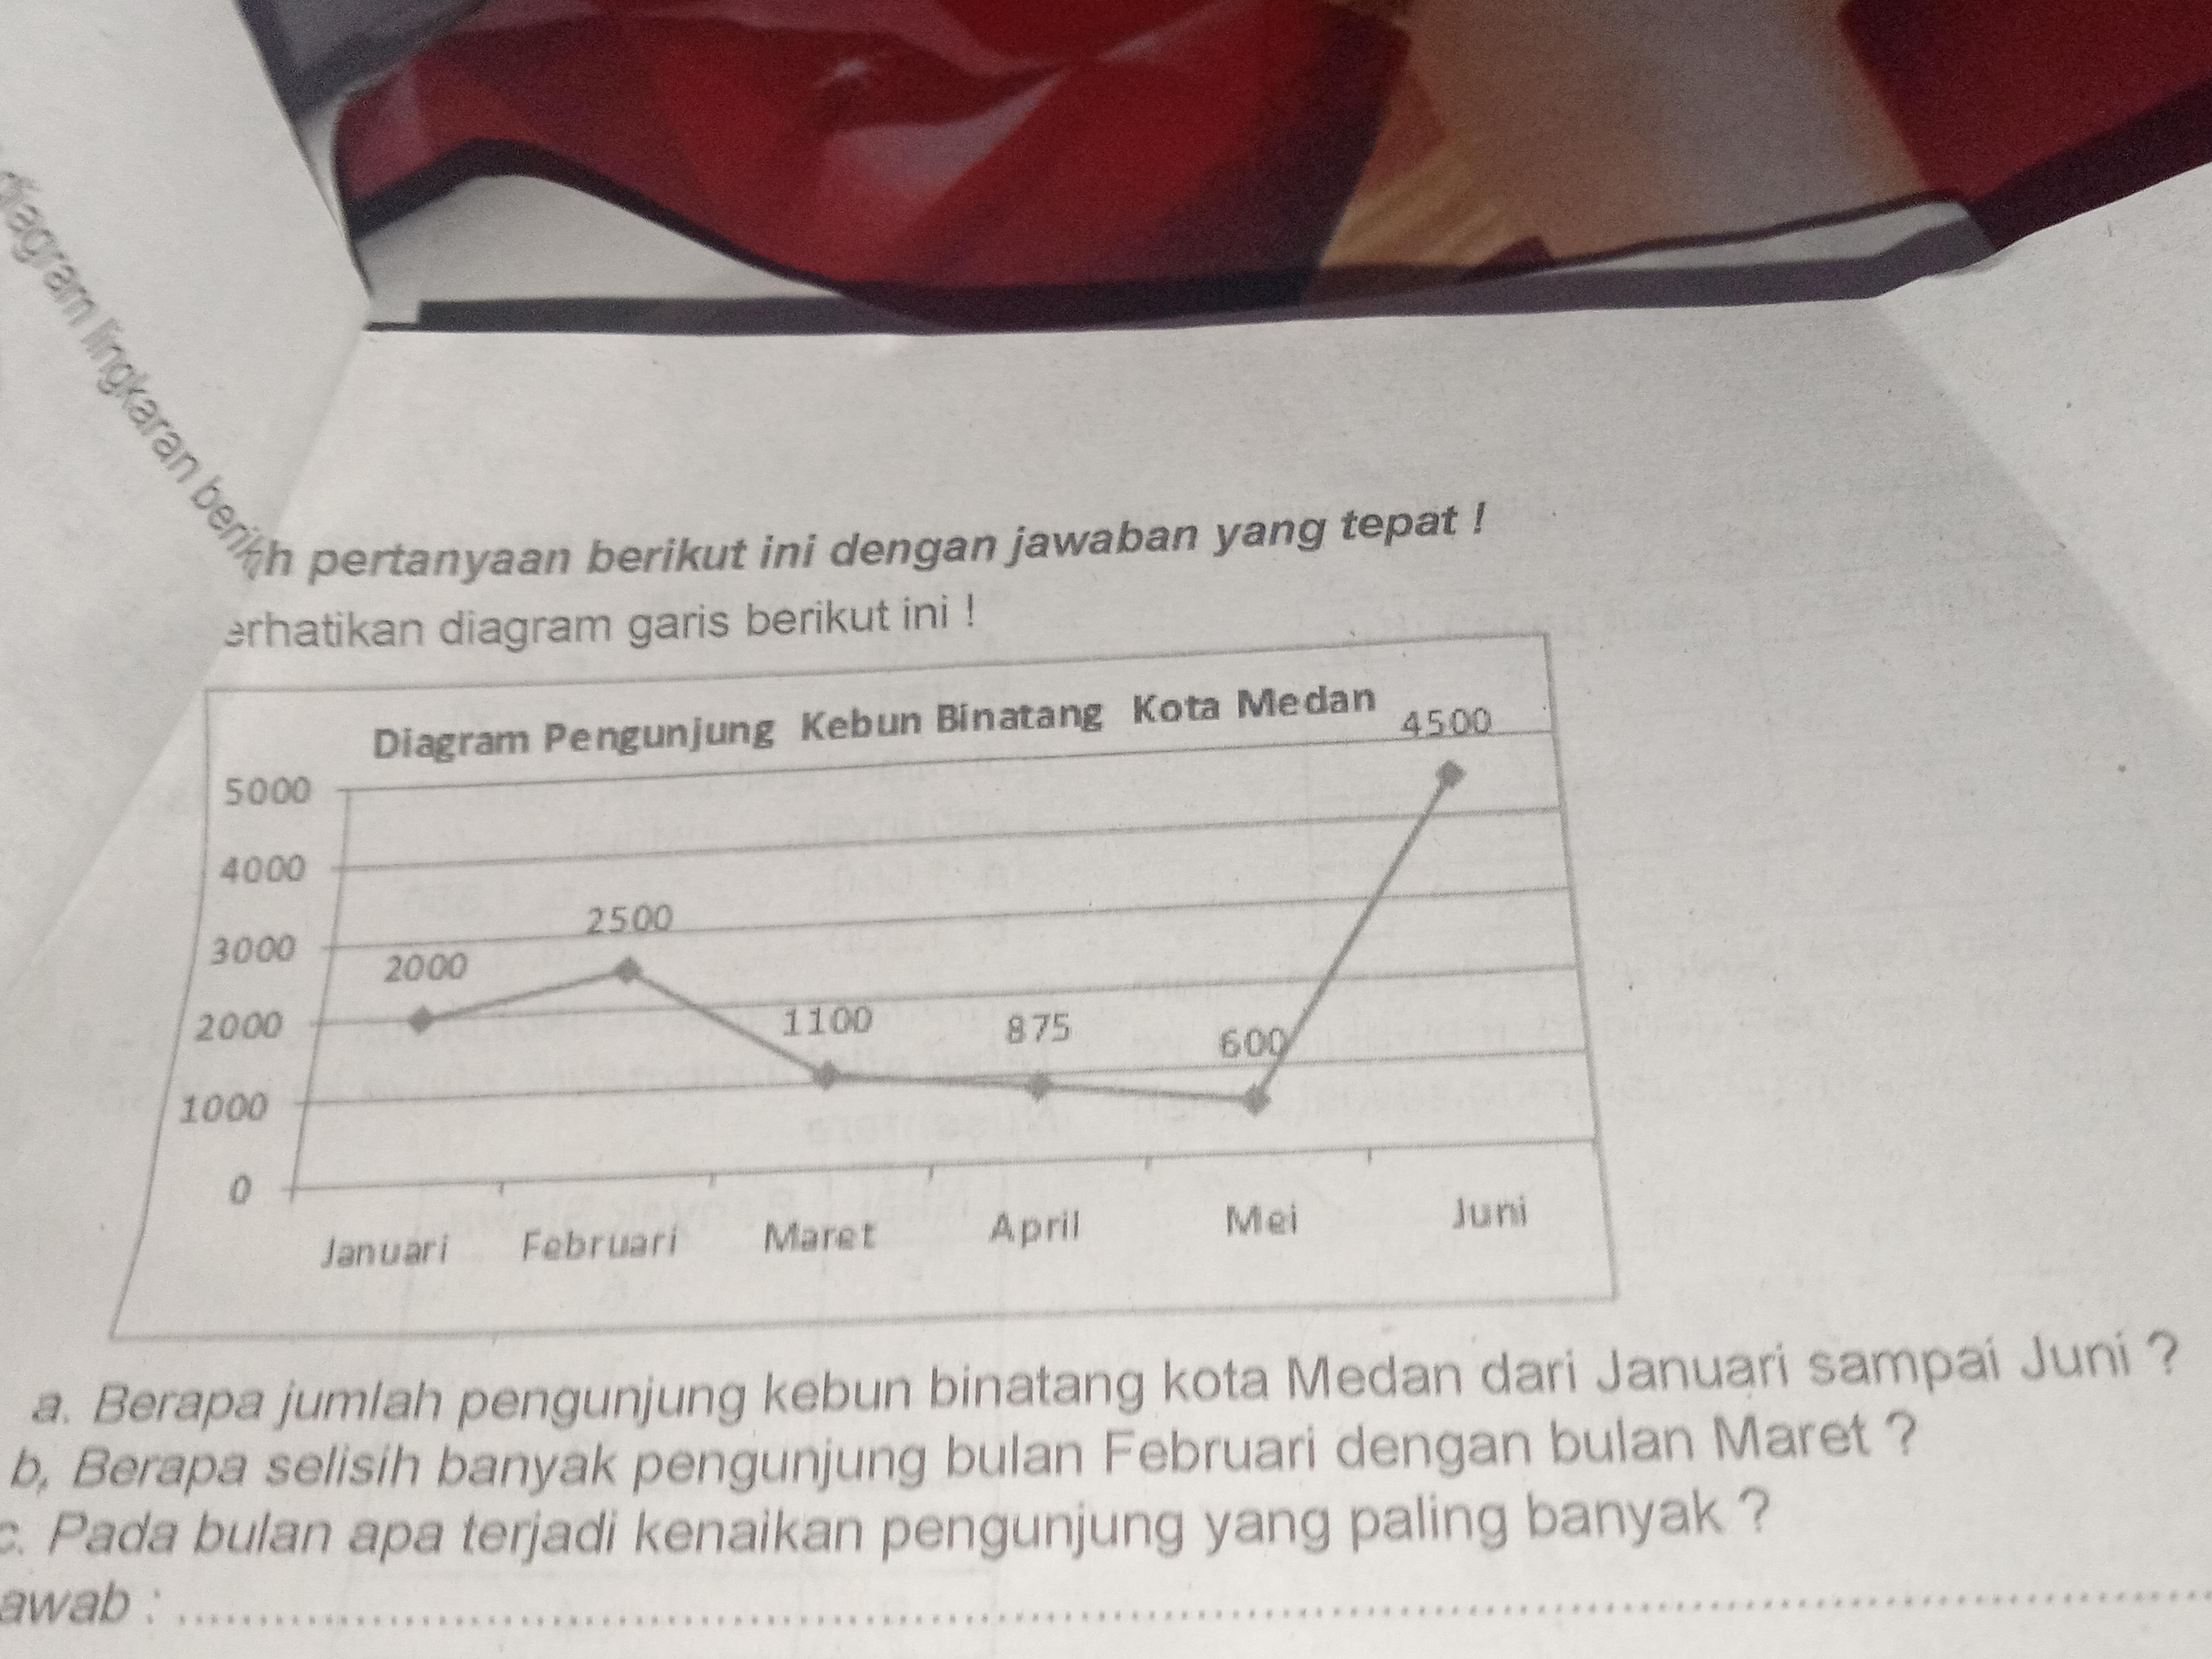 diagram lingkaran berik
h pertanyaan berikut ini dengan jawaban yang tepat !
erhatikan diagram garis berikut ini !
Diagram Pengunjung Kebun Binatang Kota Medan
5000
4000
3000
2000
1000
0
2000
2500
1100
875
600
4500
Januari Februari Maret April Mei Juni
a. Berapa jumlah pengunjung kebun binatang kota Medan dari Januari sampai Juni ?
b, Berapa selisih banyak pengunjung bulan Februari dengan bulan Maret ?
c. Pada bulan apa terjadi kenaikan pengunjung yang paling banyak ?
awab : ........................................................................